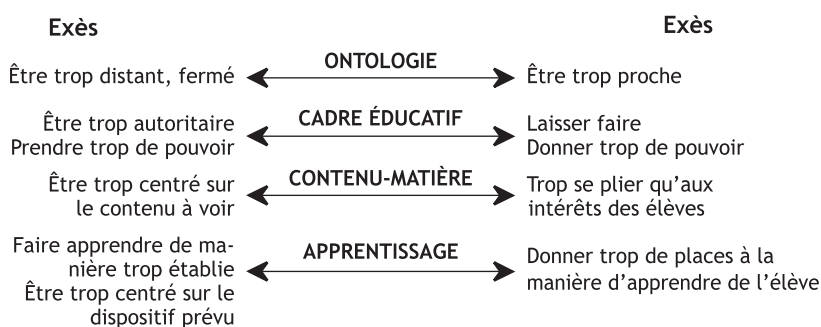 Exès
Exès
ONTOLOGIE
Être trop distant, fermé
Être trop proche
CADRE ÉDUCATIF
Être trop autoritaire
Prendre trop de pouvoir
Laisser faire
Donner trop de pouvoir
CONTENU-MATIÈRE
Être trop centré sur
le contenu à voir
Trop se plier qu’aux
intérêts des élèves
APPRENTISSAGE
Faire apprendre de ma-
nière trop établie
Être trop centré sur le
dispositif prévu
Donner trop de places à la
manière d’apprendre de l’élève